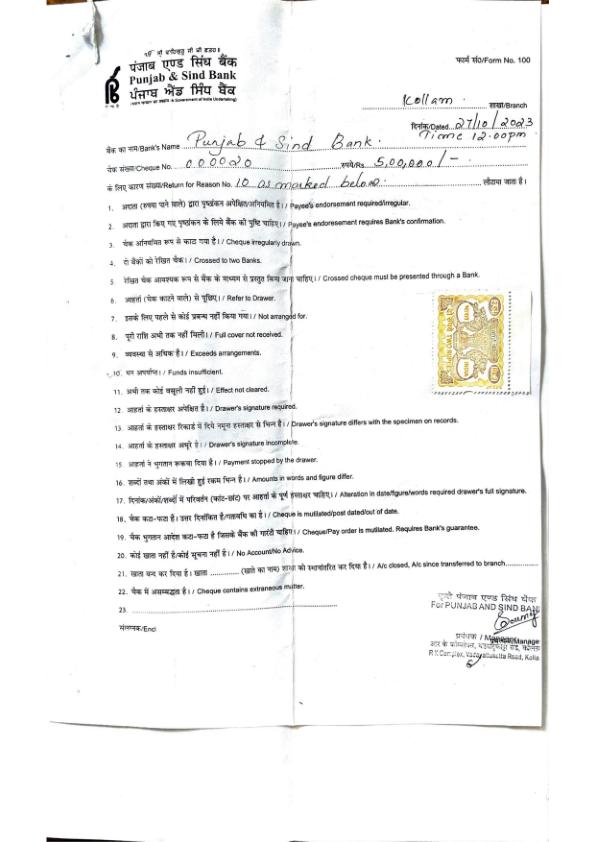 ੴ ਸ੍ਰੀ ਵਾਹਿਗੁਰੂ ਜੀ ਕੀ ਫਤਹ॥
पंजाब एण्ड सिंध बैंक
Punjab & Sind Bank
ਪੰਜਾਬ ਐਂਡ ਸਿੰਧ ਬੈਂਕ
(A Government of India Undertaking)
फार्म सं०/Form No. 100
Kollam शाखा/Branch
दिनांक/Dated 27/10/2023
Time 12.00pm
बैंक का नाम/Bank's Name Punjab & Sind Bank.
चेक संख्या/Cheque No. 000020 रुपये/Rs 5,00,000/-
के लिए कारण संख्या/Return for Reason No. 10 as marked below. लौटाया जाता है।
1. अदाता (रुपया पाने वाले) द्वारा पृष्ठांकन अपेक्षित/अनियमित है। / Payee's endorsement required/irregular.
2. अदाता द्वारा किए गए पृष्ठांकन के लिये बैंक की पुष्टि चाहिए। / Payee's endorsement requires Bank's confirmation.
3. चेक अनियमित रूप से काटा गया है। / Cheque irregularly drawn.
4. दो बैंकों को रेखित चैक। / Crossed to two Banks.
5. रेखित चैक आवश्यक रूप से बैंक के माध्यम से प्रस्तुत किया जाना चाहिए। / Crossed cheque must be presented through a Bank.
6. आहर्ता (चेक काटने वाले) से पूछिए। / Refer to Drawer.
7. इसके लिए पहले से कोई प्रबन्ध नहीं किया गया। / Not arranged for.
8. पूरी राशि अभी तक नहीं मिली। / Full cover not received.
9. व्यवस्था से अधिक है। / Exceeds arrangements.
10. धन अपर्याप्त। / Funds insufficient.
11. अभी तक कोई वसूली नहीं हुई। / Effect not cleared.
12. आहर्ता के हस्ताक्षर अपेक्षित है। / Drawer's signature required.
13. आहर्ता के हस्ताक्षर रिकार्ड में दिये नमूना हस्ताक्षर से भिन्न है। / Drawer's signature differs with the specimen on records.
14. आहर्ता के हस्ताक्षर अधूरे है। / Drawer's signature incomplete.
15. आहर्ता ने भुगतान रूकवा दिया है। / Payment stopped by the drawer.
16. शब्दों तथा अंकों में लिखी हुई रकम भिन्न है। / Amounts in words and figure differ.
17. दिनांक/अंकों/शब्दों में परिवर्तन (कांट-छांट) पर आहर्ता के पूर्ण हस्ताक्षर चाहिए। / Alteration in date/figure/words required drawer's full signature.
18. चैक कटा-फटा है। उत्तर दिनांकित है/गतावधि का है। / Cheque is mutilated/post dated/out of date.
19. चैक भुगतान आदेश कटा-फटा है जिसके बैंक की गारंटी चाहिए। / Cheque/Pay order is mutilated. Requires Bank's guarantee.
20. कोई खाता नहीं है/कोई सूचना नहीं है। / No Account/No Advice.
21. खाता बन्द कर दिया है। खाता ........... (खाते का नाम) शाखा को स्थानांतरित कर दिया है। / A/c closed, A/c since transferred to branch............
22. चैक में असम्बद्धता है। / Cheque contains extraneous matter.
23. ............
संलग्नक/Encl
कृते पंजाब एण्ड सिंध बैंक
For PUNJAB AND SIND BANK
प्रबंधक / Manager
R K Complex, Vadayattukotta Road, Kolla